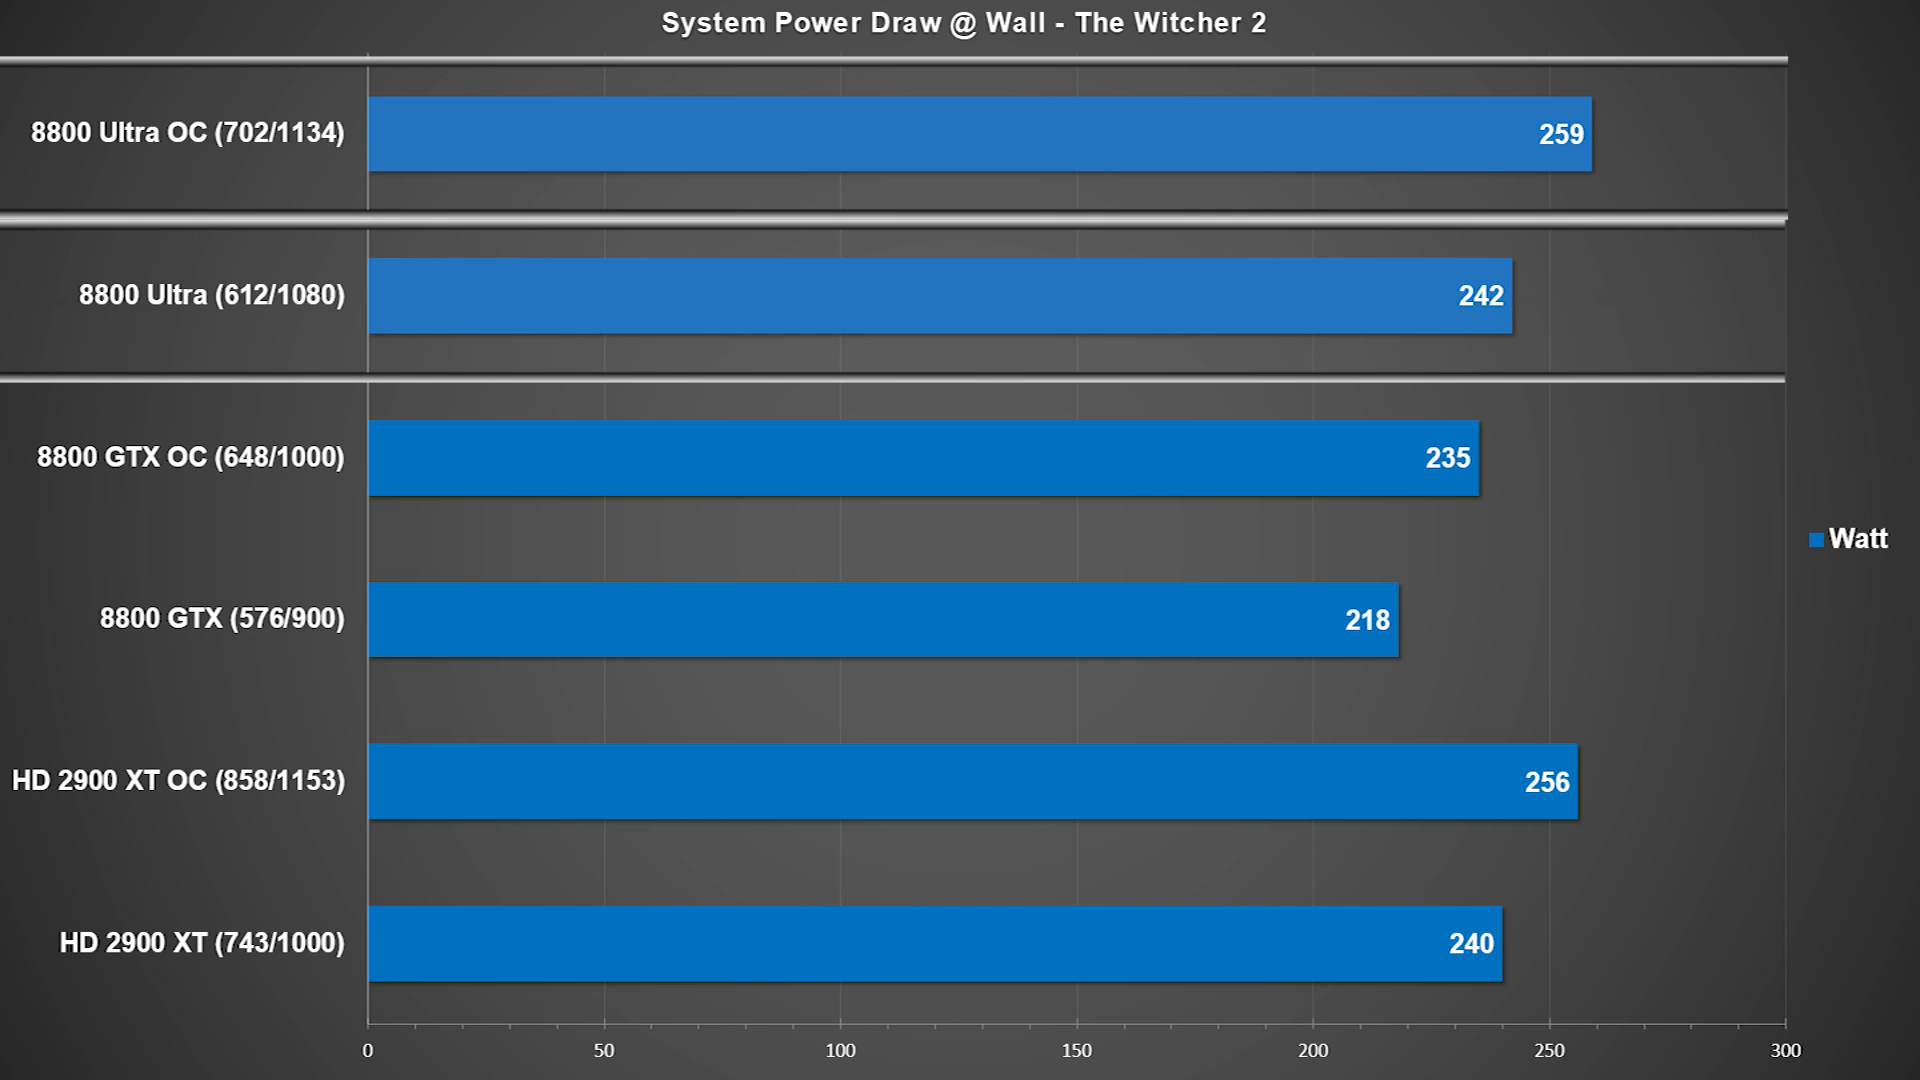 System Power Draw @ Wall - The Witcher 2
8800 Ultra OC (702/1134)
259
8800 Ultra (612/1080)
242
8800 GTX OC (648/1000)
235
Watt
8800 GTX (576/900)
218
HD 2900 XT OC (858/1153)
256
HD 2900 XT (743/1000)
240
0 50 100 150 200 250 300